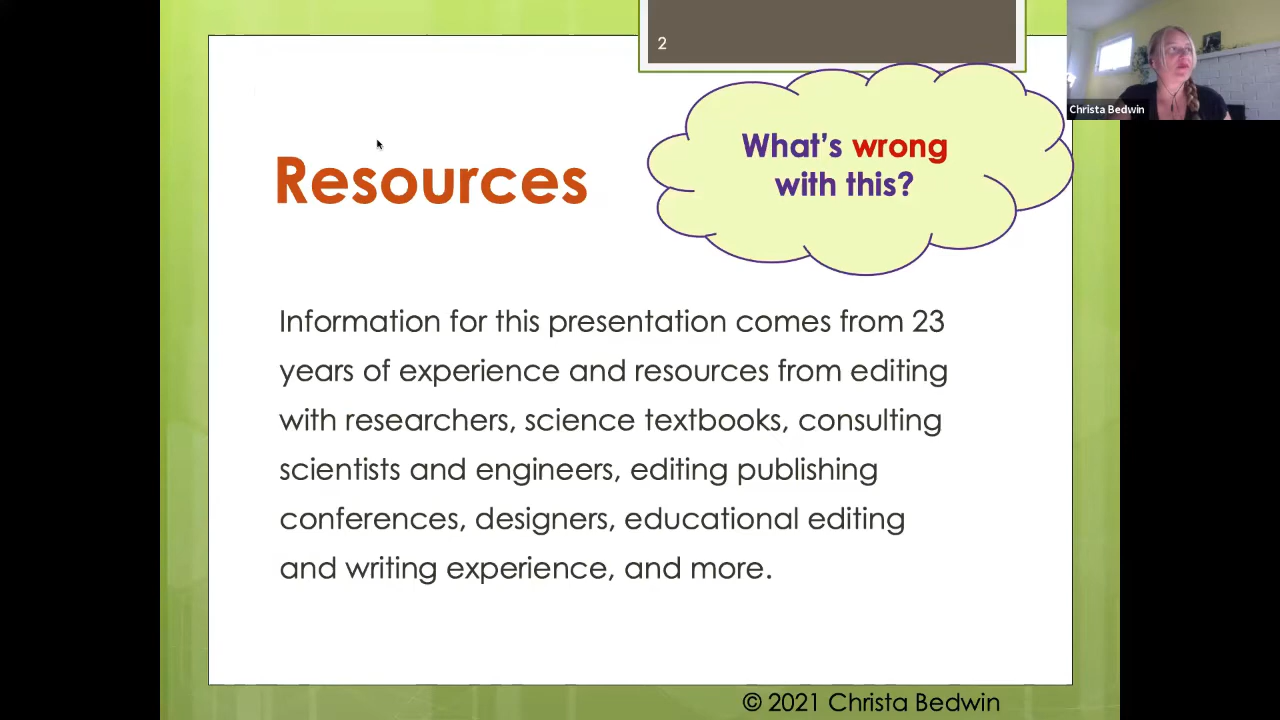 2
Christa Bedwin
What's wrong
with this?
Resources
Information for this presentation comes from 23
years of experience and resources from editing
with researchers, science textbooks, consulting
scientists and engineers, editing publishing
conferences, designers, educational editing
and writing experience, and more.
© 2021 Christa Bedwin